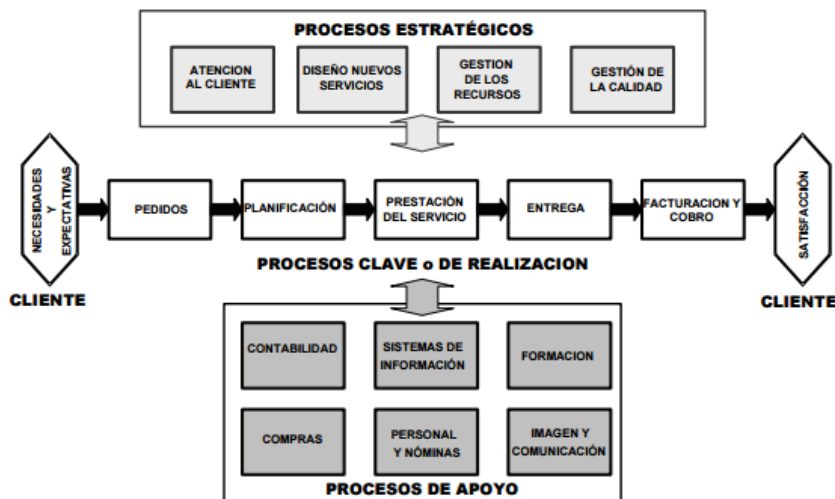 PROCESOS ESTRATÉGICOS
ATENCION
AL CLIENTE
DISEÑO NUEVOS
SERVICIOS
GESTION
DE LOS
RECURSOS
GESTIÓN DE
LA CALIDAD
NECESIDADES
Y
EXPECTATIVAS
CLIENTE
PEDIDOS
PLANIFICACIÓN
PRESTACIÓN
DEL SERVICIO
ENTREGA
FACTURACION Y
COBRO
SATISFACCIÓN
CLIENTE
PROCESOS CLAVE o DE REALIZACION
CONTABILIDAD
SISTEMAS DE
INFORMACIÓN
FORMACION
COMPRAS
PERSONAL
Y NÓMINAS
IMAGEN Y
COMUNICACIÓN
PROCESOS DE APOYO